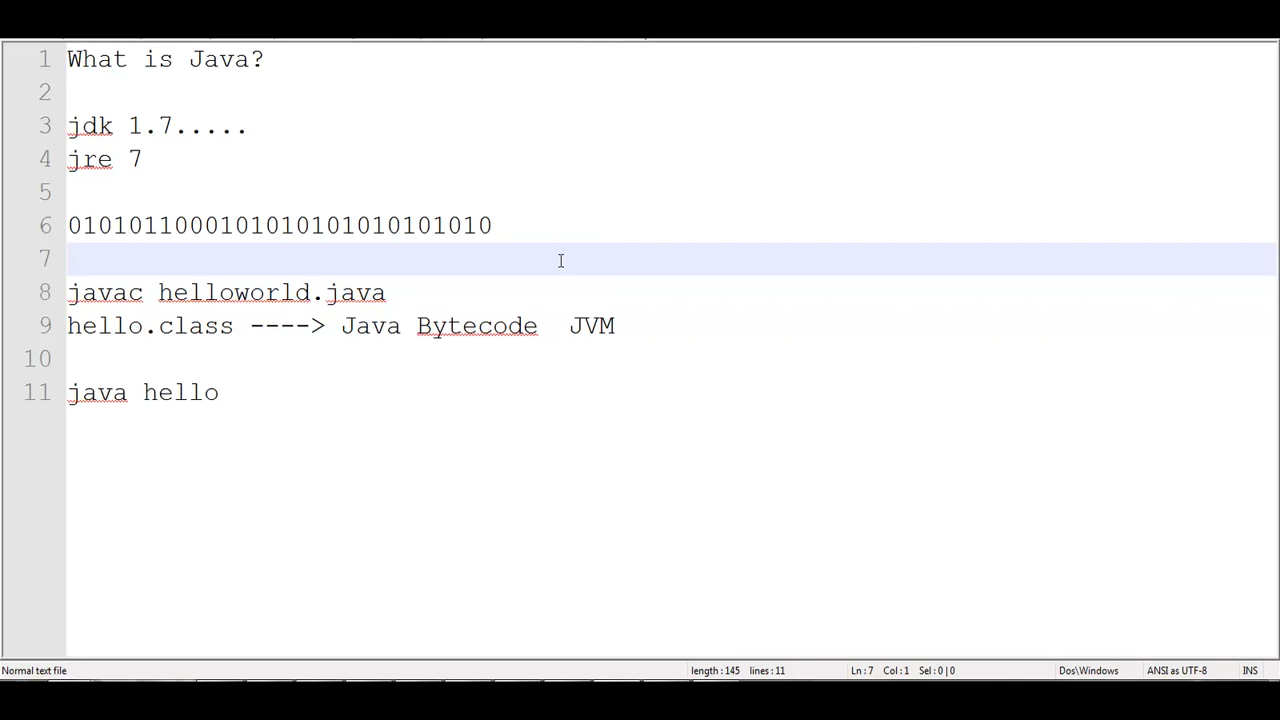 1 What is Java?
2
3 jdk 1.7.....
4 jre 7
5
6 0101011000101010101010101010
7
8 javac helloworld.java
9 hello.class ----> Java Bytecode  JVM
10
11 java hello
Normal text file length : 145 lines : 11 Ln : 7 Col : 1 Sel : 0 | 0 Dos\Windows ANSI as UTF-8 INS